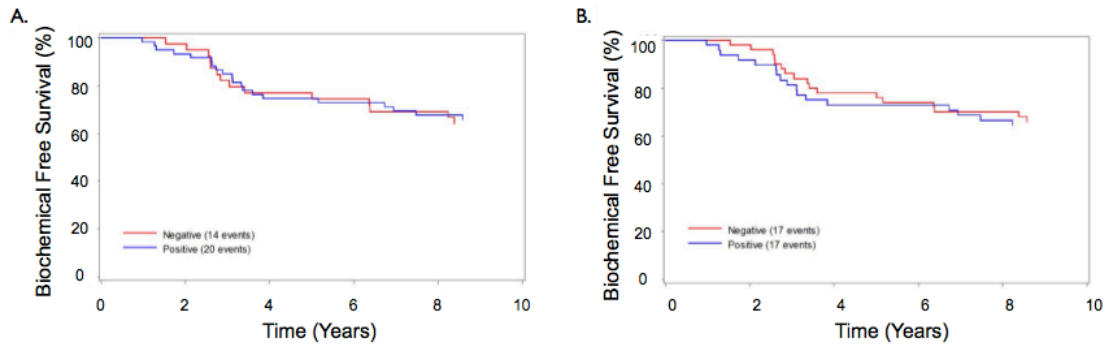 A.
Biochemical Free Survival (%)
100
80
60
40
20
0
Negative (14 events)
Positive (20 events)
0 2 4 6 8 10
Time (Years)
B.
Biochemical Free Survival (%)
100
80
60
40
20
0
Negative (17 events)
Positive (17 events)
0 2 4 6 8 10
Time (Years)